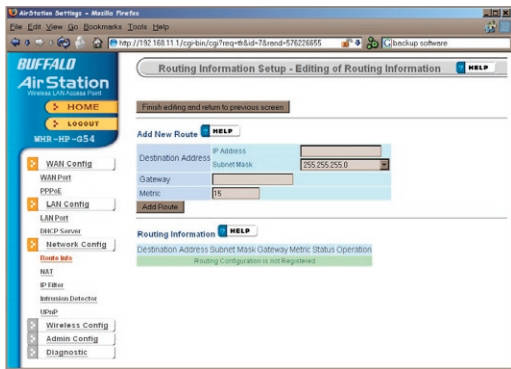 AirStation Settings - Mozilla Firefox
File Edit View Go Bookmarks Tools Help
http://192.168.11.1/cgi-bin/cgi?req=tfr&id=7&rand=576226655
backup software
BUFFALO
AirStation
Wireless LAN Access Point
HOME
LOGOUT
WHR-HP-G54
WAN Config
WAN Port
PPPoE
LAN Config
LAN Port
DHCP Server
Network Config
Route Info
NAT
IP Filter
Intrusion Detector
UPnP
Wireless Config
Admin Config
Diagnostic
Routing Information Setup - Editing of Routing Information
HELP
Finish editing and return to previous screen
Add New Route HELP
Destination Address
IP Address
Subnet Mask 255.255.255.0
Gateway
Metric 15
Add Route
Routing Information HELP
Destination Address Subnet Mask Gateway Metric Status Operation
Routing Configuration is not Registered